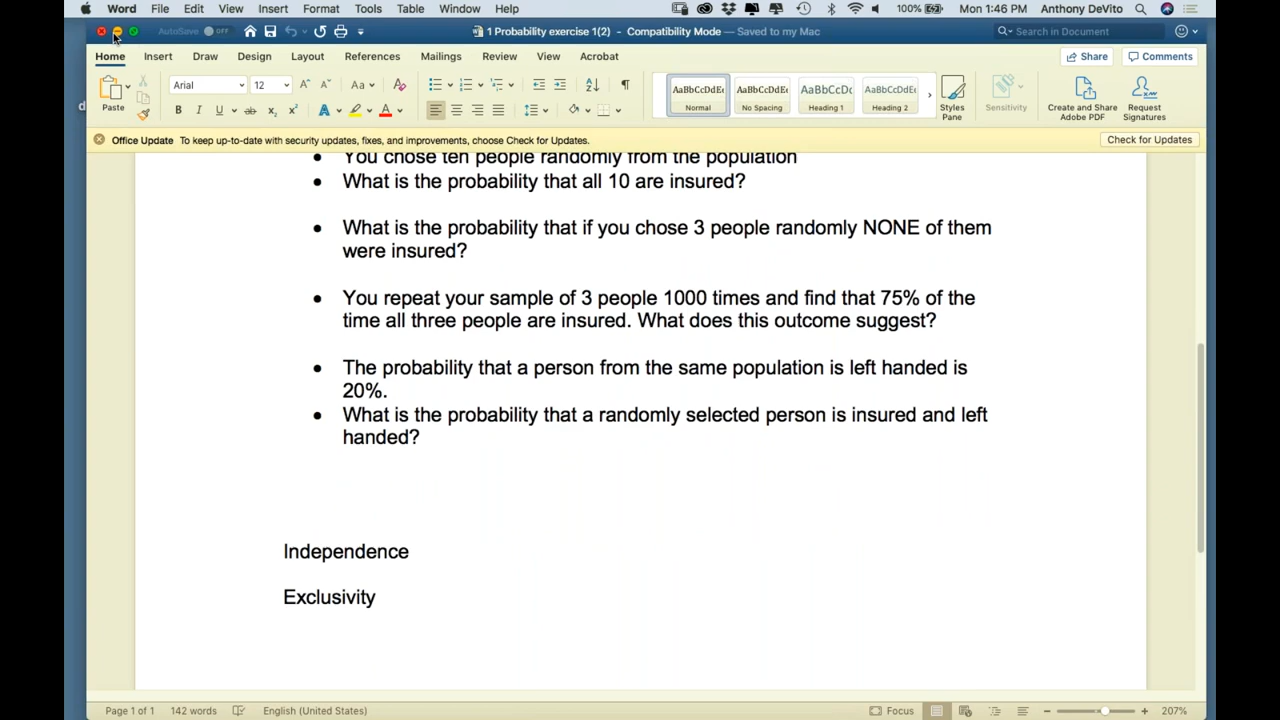 Word File Edit View Insert Format Tools Table Window Help 100% Mon 1:46 PM Anthony DeVito
AutoSave OFF 1 Probability exercise 1(2) - Compatibility Mode — Saved to my Mac Search in Document
Home Insert Draw Design Layout References Mailings Review View Acrobat Share Comments
Paste Arial 12 AaBbCcDdEe Normal AaBbCcDdEe No Spacing AaBbCcDc Heading 1 AaBbCcDdEe Heading 2 Styles Pane Sensitivity Create and Share Adobe PDF Request Signatures
Office Update To keep up-to-date with security updates, fixes, and improvements, choose Check for Updates. Check for Updates
• You chose ten people randomly from the population
• What is the probability that all 10 are insured?
• What is the probability that if you chose 3 people randomly NONE of them
were insured?
• You repeat your sample of 3 people 1000 times and find that 75% of the
time all three people are insured. What does this outcome suggest?
• The probability that a person from the same population is left handed is
20%.
• What is the probability that a randomly selected person is insured and left
handed?
Independence
Exclusivity
Page 1 of 1 142 words English (United States) Focus 207%